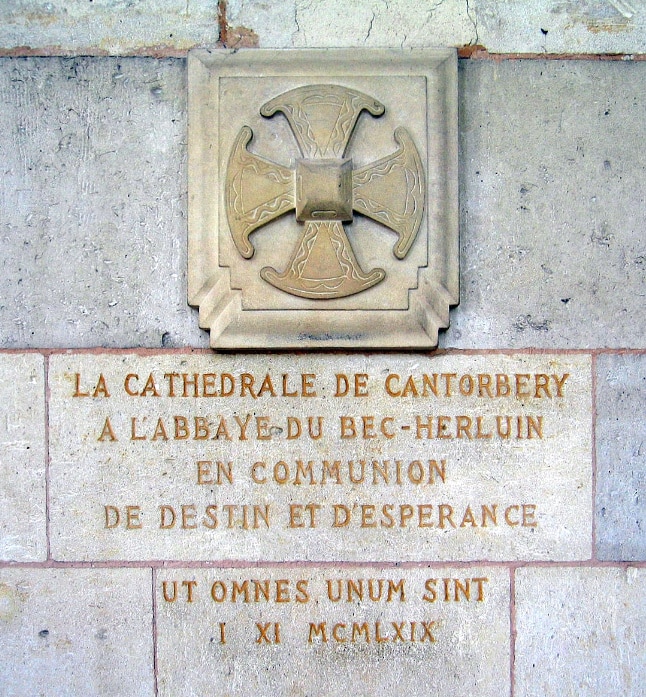 LA CATHEDRALE DE CANTORBERY
A L'ABBAYE DU BEC-HERLUIN
EN COMMUNION
DE DESTIN ET D'ESPERANCE
UT OMNES UNUM SINT
I XI MCMLXIX